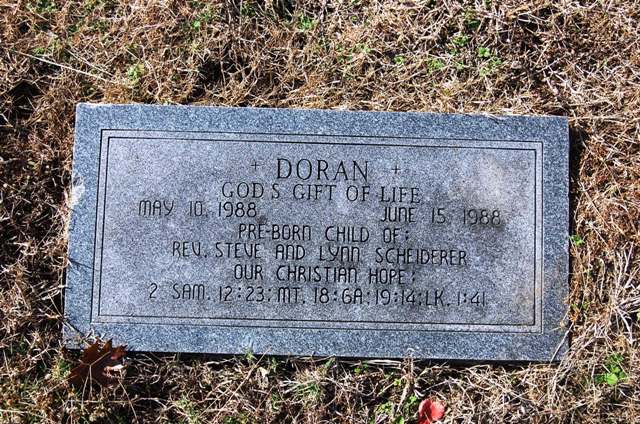 + DORAN +
GOD'S GIFT OF LIFE
MAY 10, 1988 JUNE 15, 1988
PRE-BORN CHILD OF:
REV. STEVE AND LYNN SCHEIDERER
OUR CHRISTIAN HOPE:
2 SAM. 12:23; MT. 18:6A; 19:14; LK. 1:41